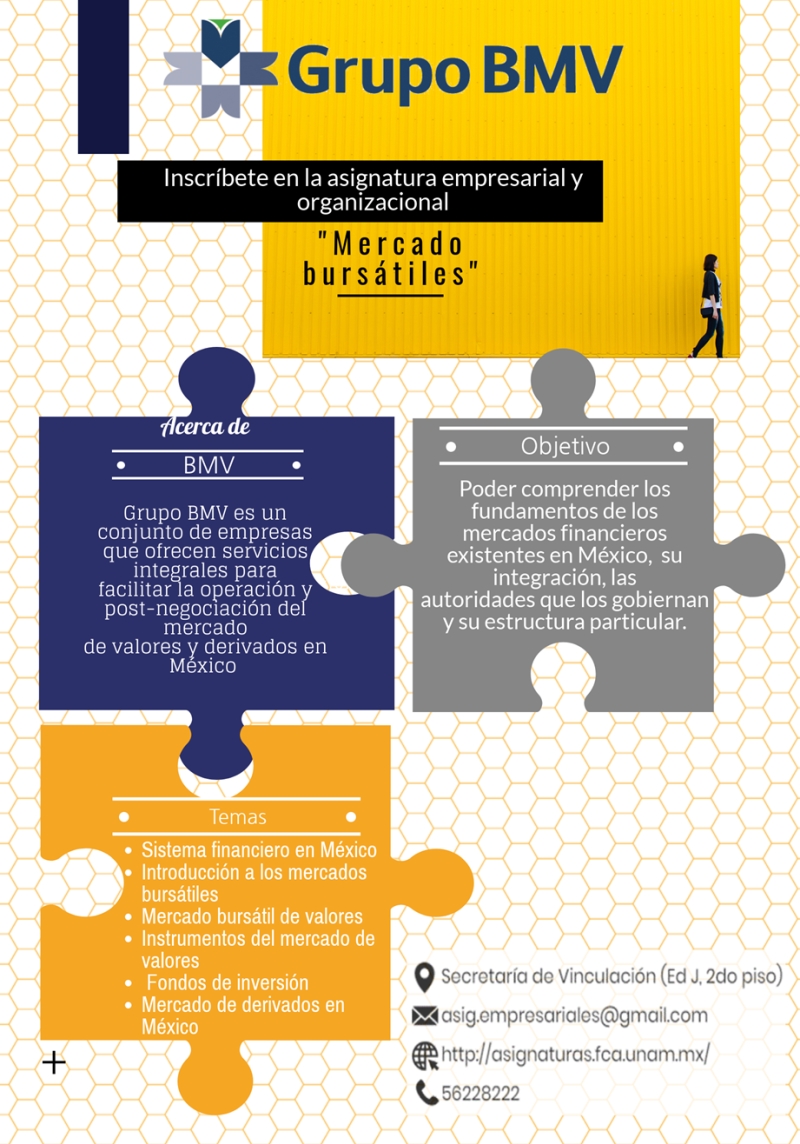 Grupo BMV
Inscríbete en la asignatura empresarial y
organizacional
"Mercado
bursátiles"
Acerca de
BMV
Grupo BMV es un
conjunto de empresas
que ofrecen servicios
integrales para
facilitar la operación y
post-negociación del
mercado
de valores y derivados en
México
Objetivo
Poder comprender los
fundamentos de los
mercados financieros
existentes en México, su
integración, las
autoridades que los gobiernan
y su estructura particular.
Temas
• Sistema financiero en México
• Introducción a los mercados
bursátiles
• Mercado bursátil de valores
• Instrumentos del mercado de
valores
• Fondos de inversión
• Mercado de derivados en
México
Secretaría de Vinculación (Ed J, 2do piso)
asig.empresariales@gmail.com
http://asignaturas.fca.unam.mx/
56228222